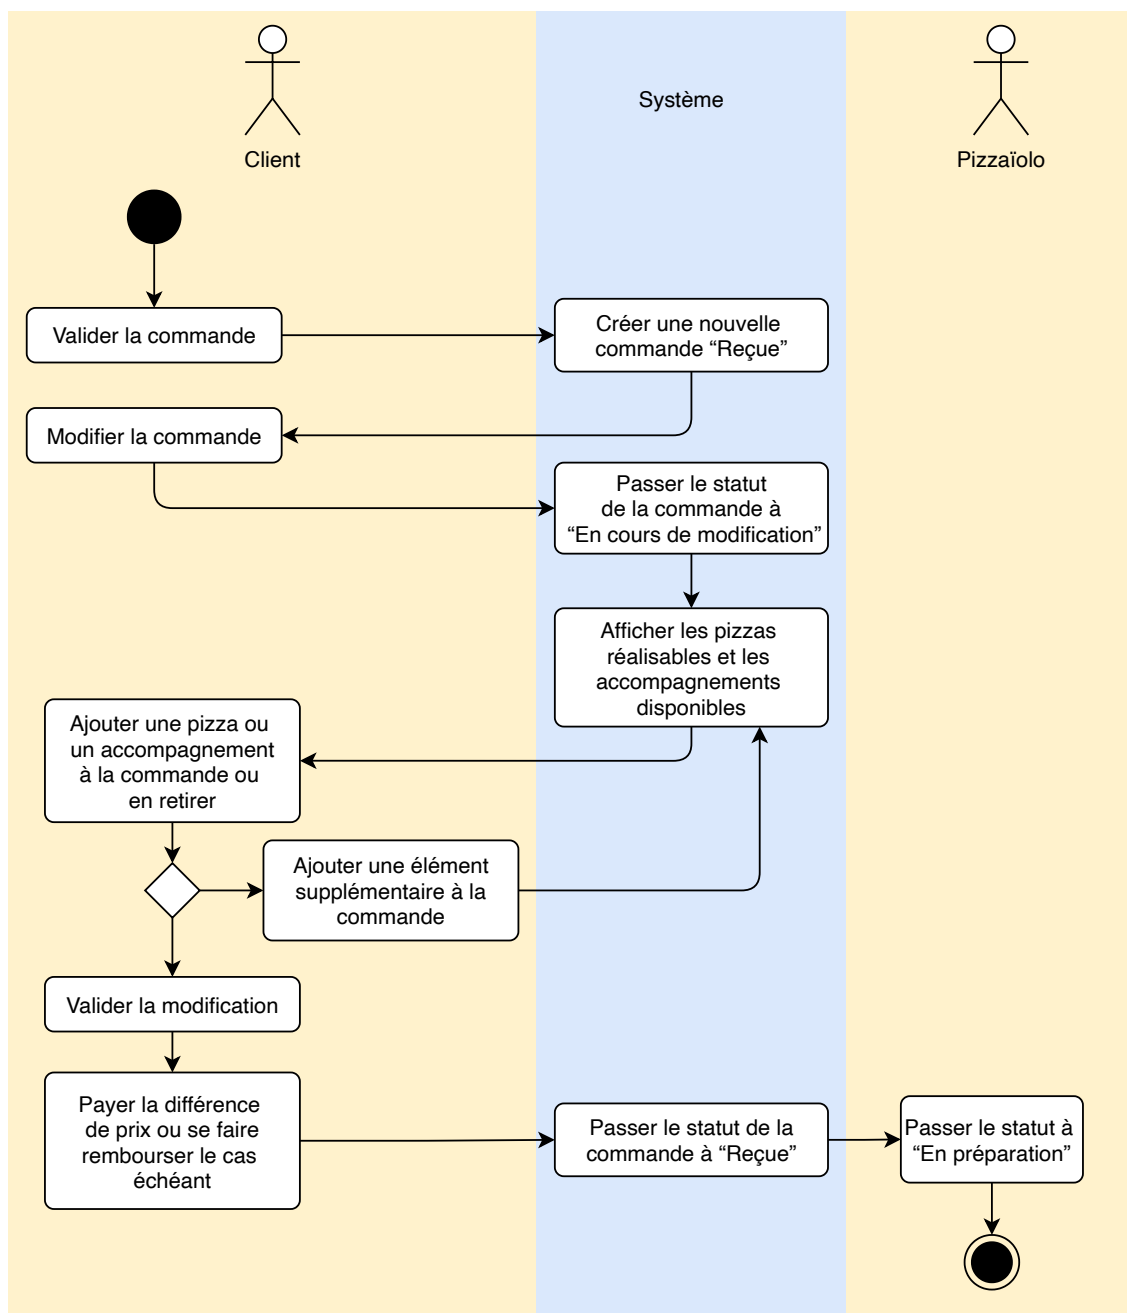 Client
Système
Pizzaïolo
Valider la commande
Créer une nouvelle
commande “Reçue”
Modifier la commande
Passer le statut
de la commande à
“En cours de modification”
Afficher les pizzas
réalisables et les
accompagnements
disponibles
Ajouter une pizza ou
un accompagnement
à la commande ou
en retirer
Ajouter une élément
supplémentaire à la
commande
Valider la modification
Payer la différence
de prix ou se faire
rembourser le cas
échéant
Passer le statut de la
commande à “Reçue”
Passer le statut à
“En préparation”